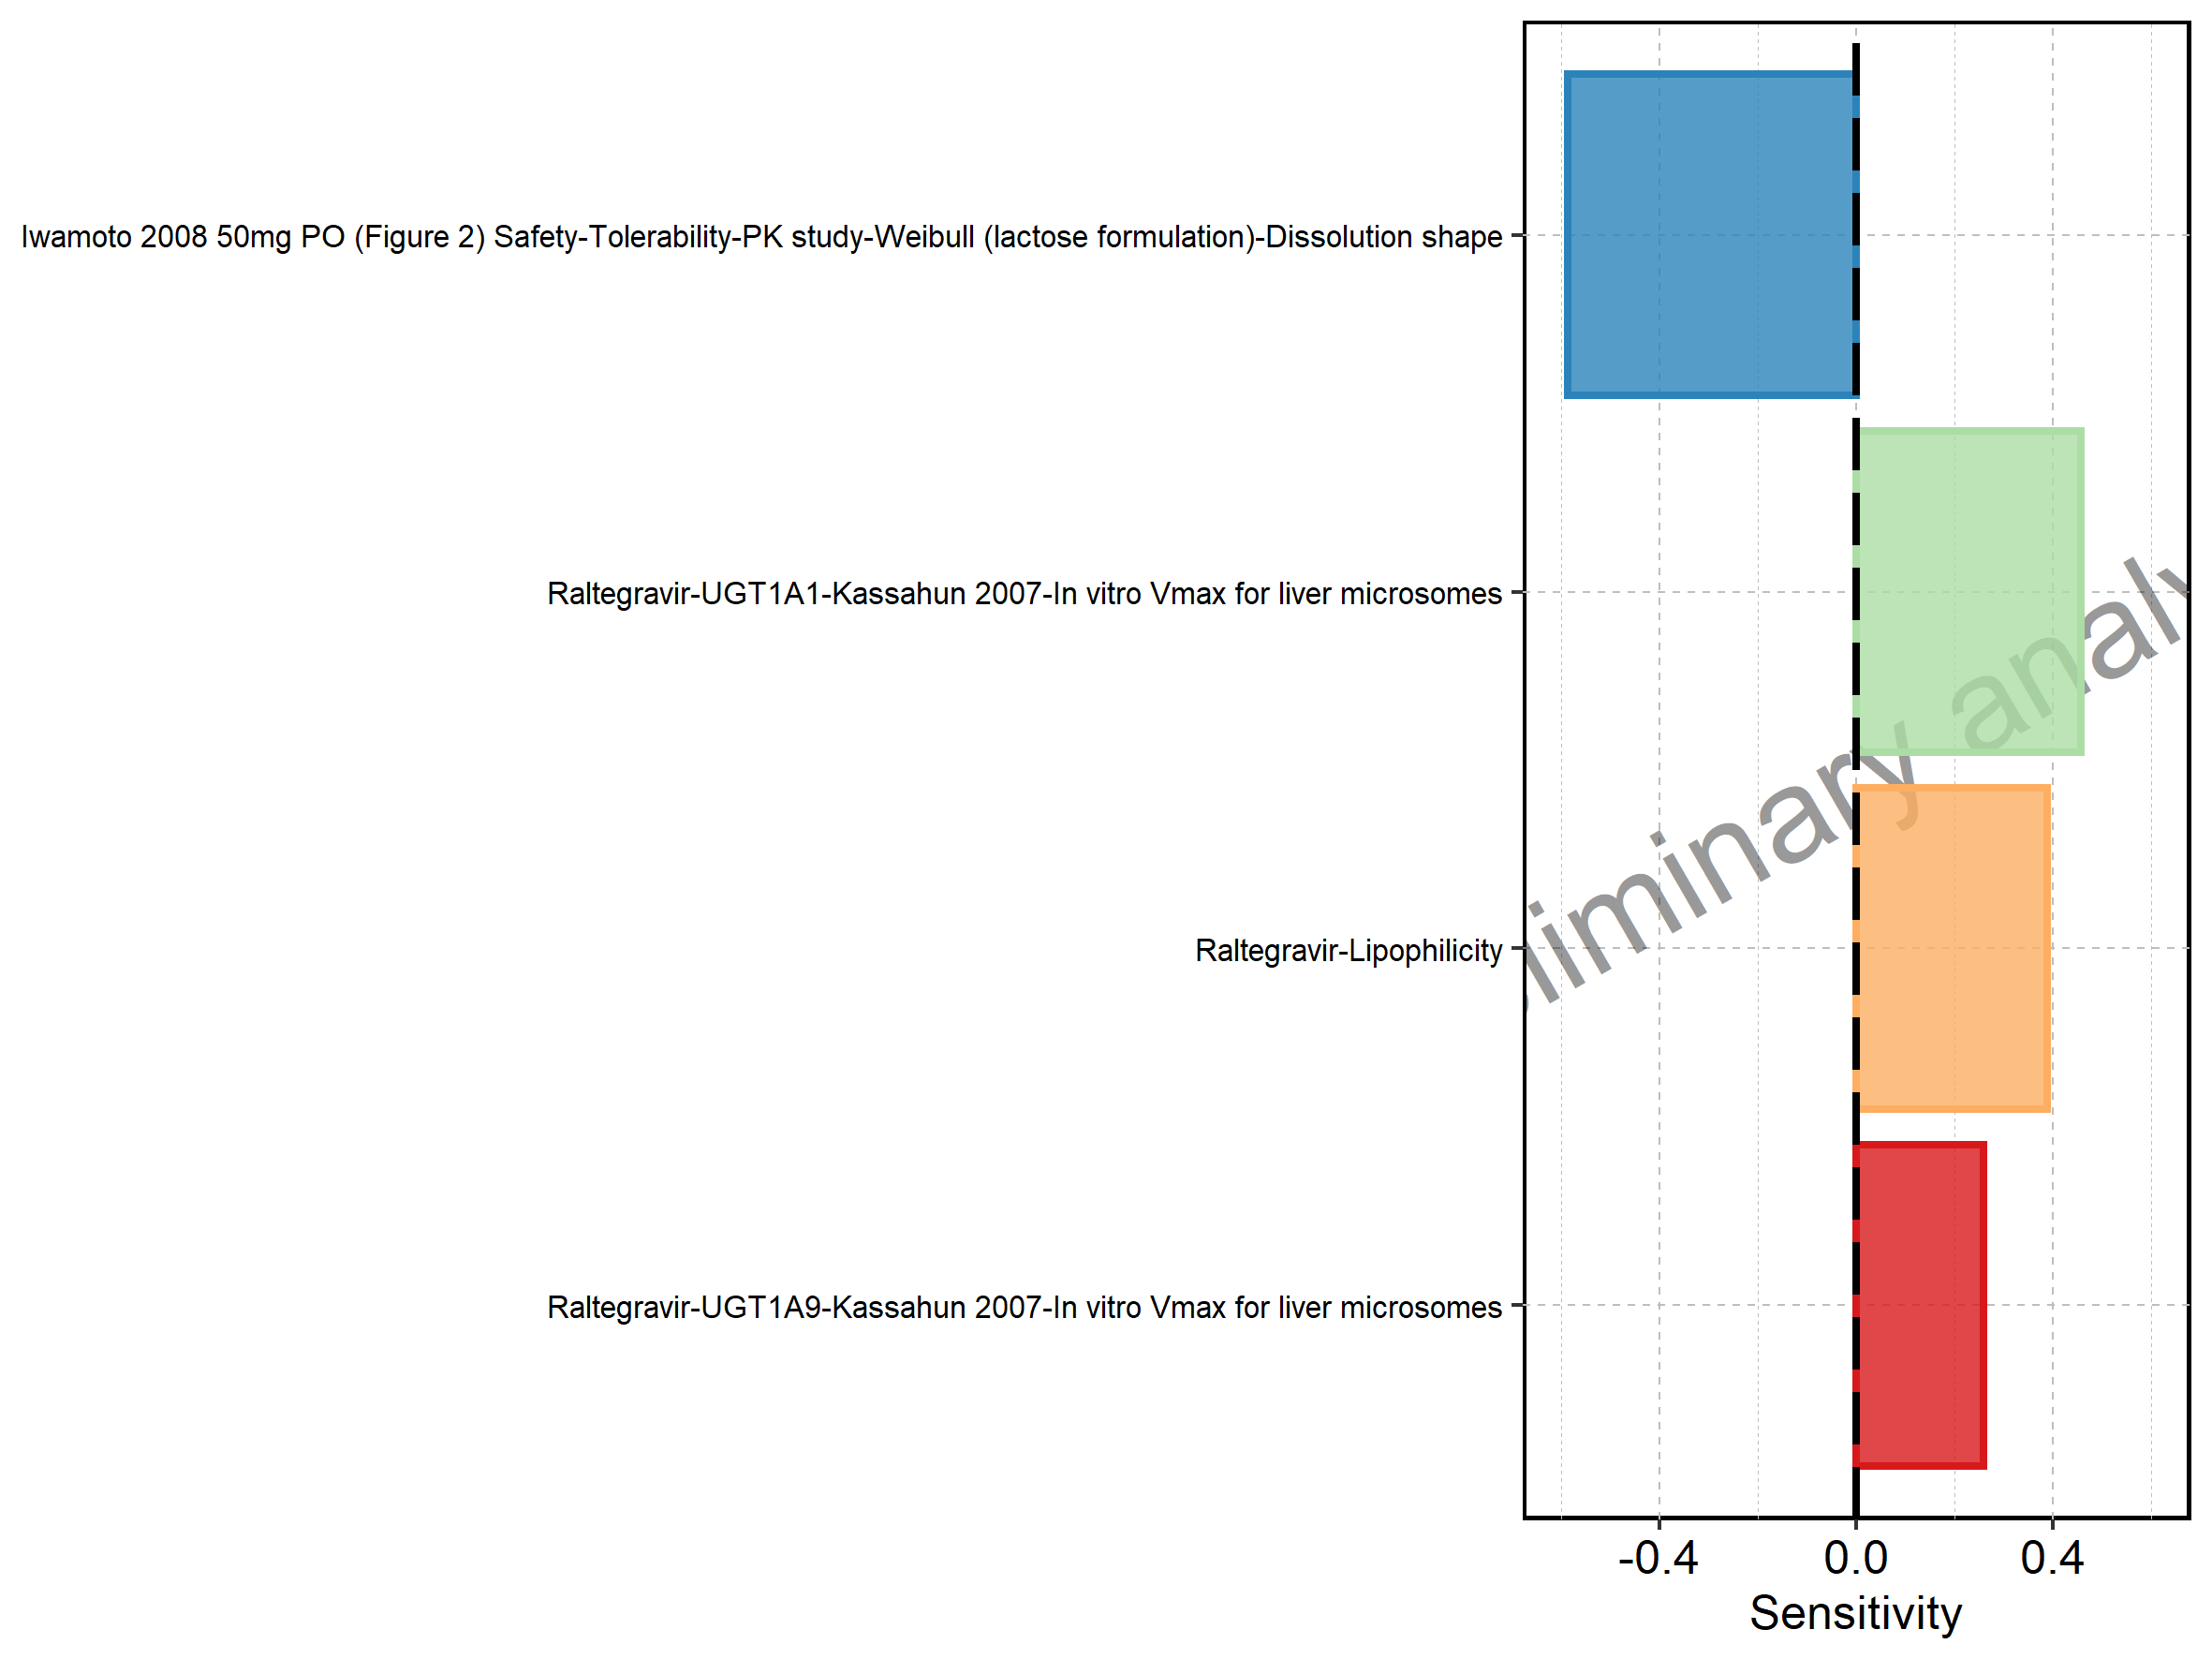 Iwamoto 2008 50mg PO (Figure 2) Safety-Tolerability-PK study-Weibull (lactose formulation)-Dissolution shape
Raltegravir-UGT1A1-Kassahun 2007-In vitro Vmax for liver microsomes
Raltegravir-Lipophilicity
Raltegravir-UGT1A9-Kassahun 2007-In vitro Vmax for liver microsomes
-0.4 0.0 0.4
Sensitivity